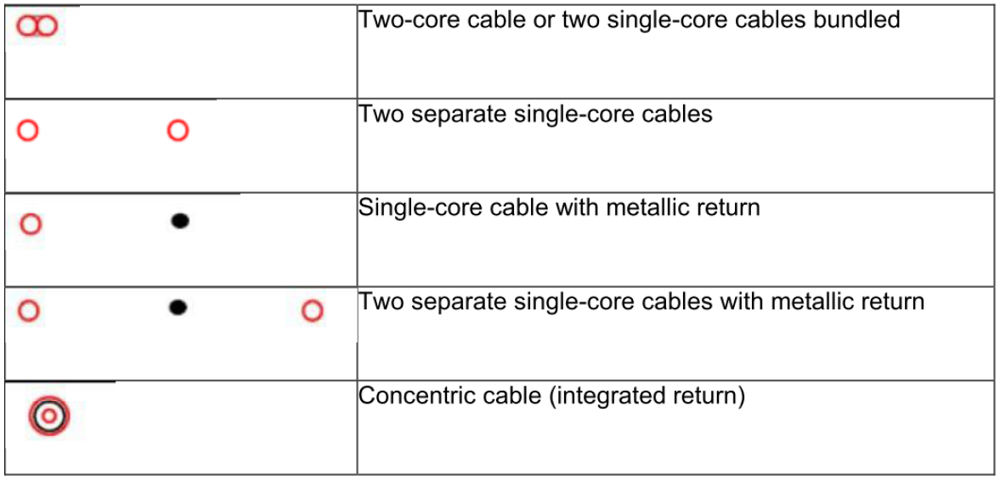 Two-core cable or two single-core cables bundled
Two separate single-core cables
Single-core cable with metallic return
Two separate single-core cables with metallic return
Concentric cable (integrated return)